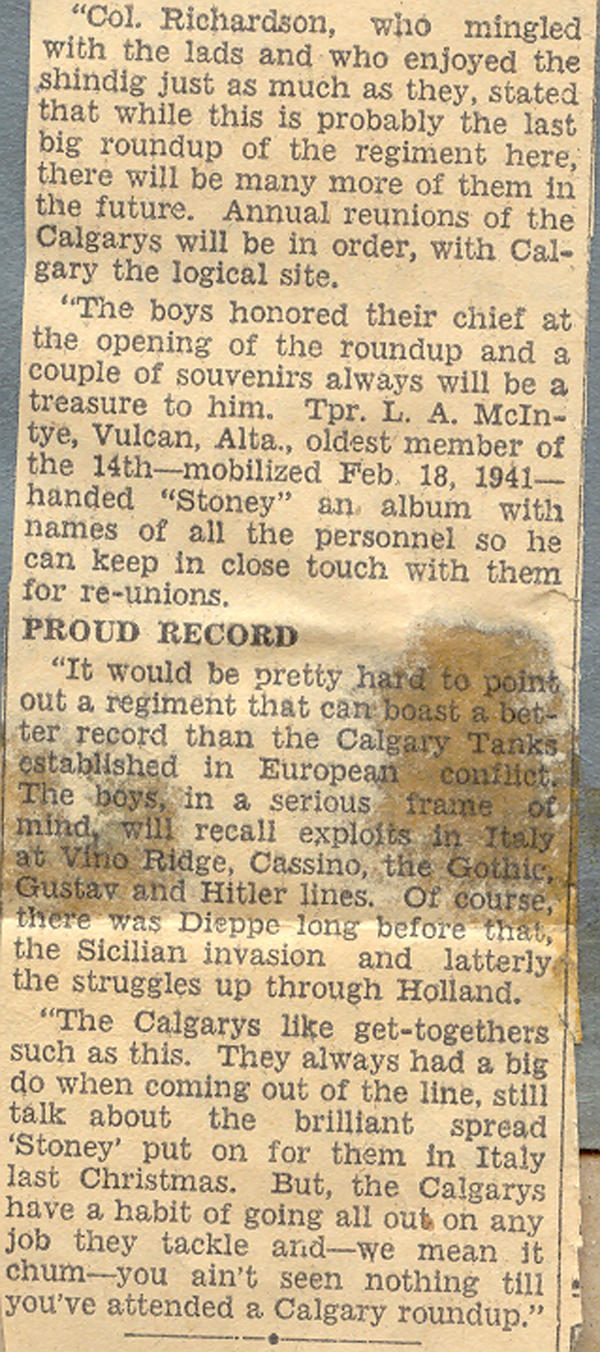 "Col. Richardson, who mingled
with the lads and who enjoyed the
shindig just as much as they, stated
that while this is probably the last
big roundup of the regiment here,
there will be many more of them in
the future. Annual reunions of the
Calgarys will be in order, with Cal-
gary the logical site.
"The boys honored their chief at
the opening of the roundup and a
couple of souvenirs always will be a
treasure to him. Tpr. L. A. McIn-
tye, Vulcan, Alta., oldest member of
the 14th—mobilized Feb. 18, 1941—
handed "Stoney" an album with
names of all the personnel so he
can keep in close touch with them
for re-unions.
PROUD RECORD
"It would be pretty hard to point
out a regiment that can boast a bet-
ter record than the Calgary Tanks
established in European conflict.
The boys, in a serious frame of
mind, will recall exploits in Italy
at Vino Ridge, Cassino, the Gothic,
Gustav and Hitler lines. Of course,
there was Dieppe long before that,
the Sicilian invasion and latterly
the struggles up through Holland.
"The Calgarys like get-togethers
such as this. They always had a big
do when coming out of the line, still
talk about the brilliant spread
'Stoney' put on for them in Italy
last Christmas. But, the Calgarys
have a habit of going all out on any
job they tackle and—we mean it
chum—you ain't seen nothing till
you've attended a Calgary roundup."